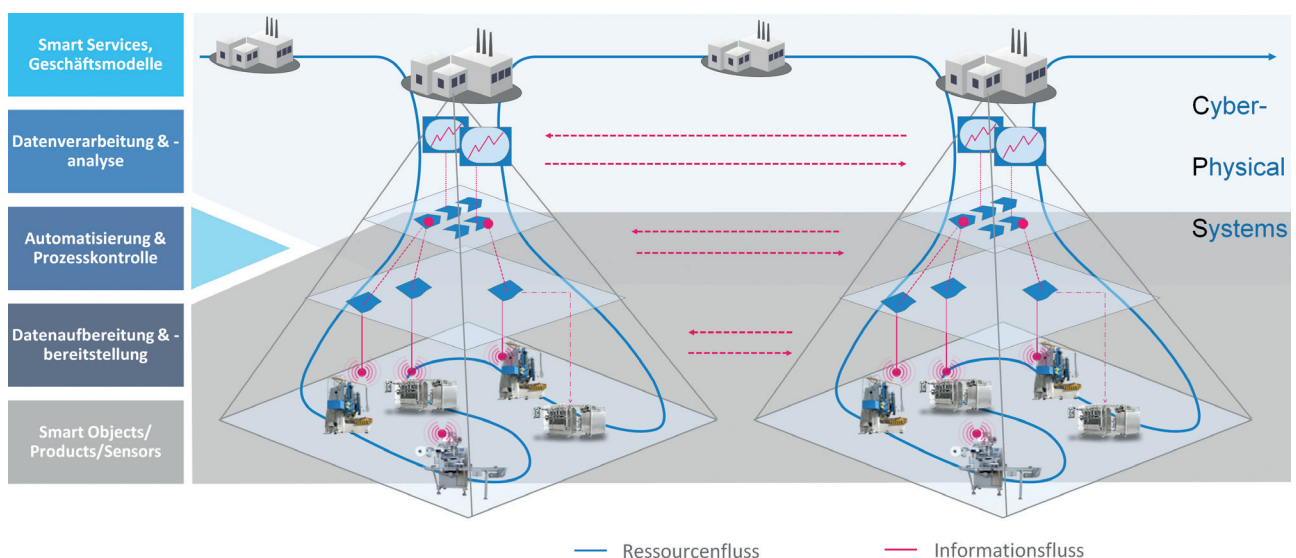 Smart Services,
Geschäftsmodelle
Datenverarbeitung & -
analyse
Automatisierung &
Prozesskontrolle
Datenaufbereitung & -
bereitstellung
Smart Objects/
Products/Sensors
Cyber-
Physical
Systems
Ressourcenfluss
Informationsfluss